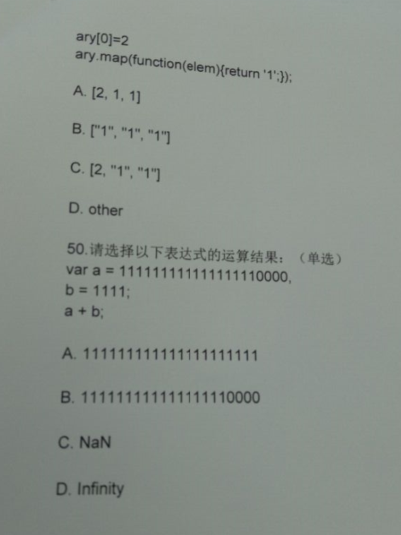 ary[0]=2
ary.map(function(elem){return '1';});
A. [2, 1, 1]
B. ["1", "1", "1"]
C. [2, "1", "1"]
D. other
50.请选择以下表达式的运算结果：（单选）
var a = 111111111111111110000,
b = 1111;
a + b;
A. 111111111111111111111
B. 111111111111111110000
C. NaN
D. Infinity